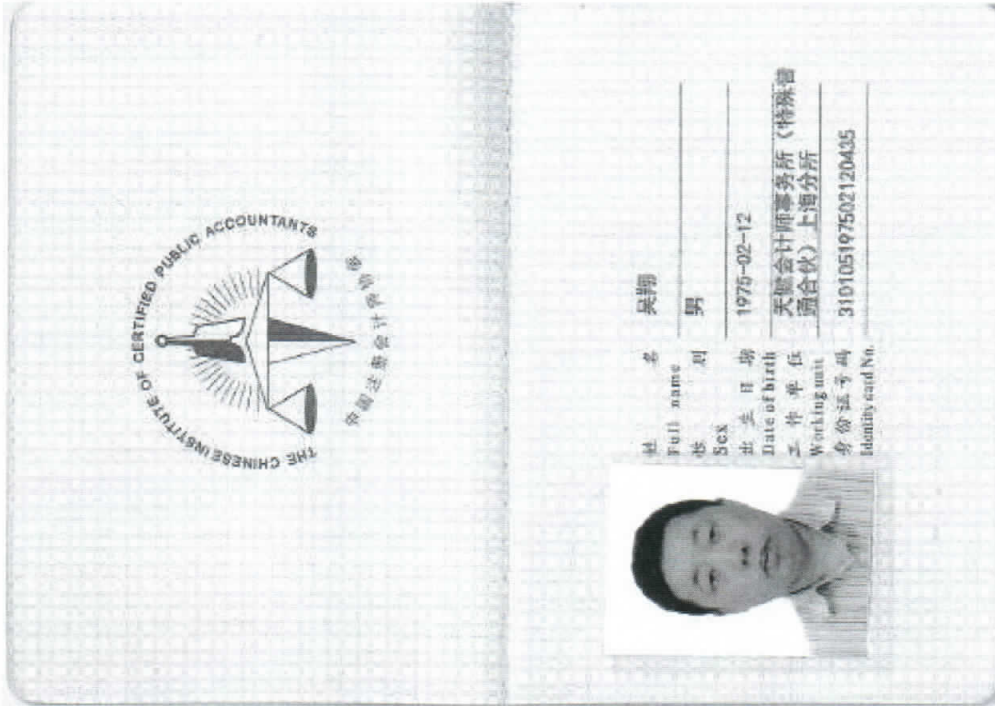 THE CHINESE INSTITUTE OF CERTIFIED PUBLIC ACCOUNTANTS
中国注册会计师协会
姓 名 吴翔
Full name
性 别 男
Sex
出 生 日 期 1975-02-12
Date of birth
工 作 单 位 天健会计师事务所（特殊普
Working unit 通合伙）上海分所
身份证号码 310105197502120435
Identity card No.